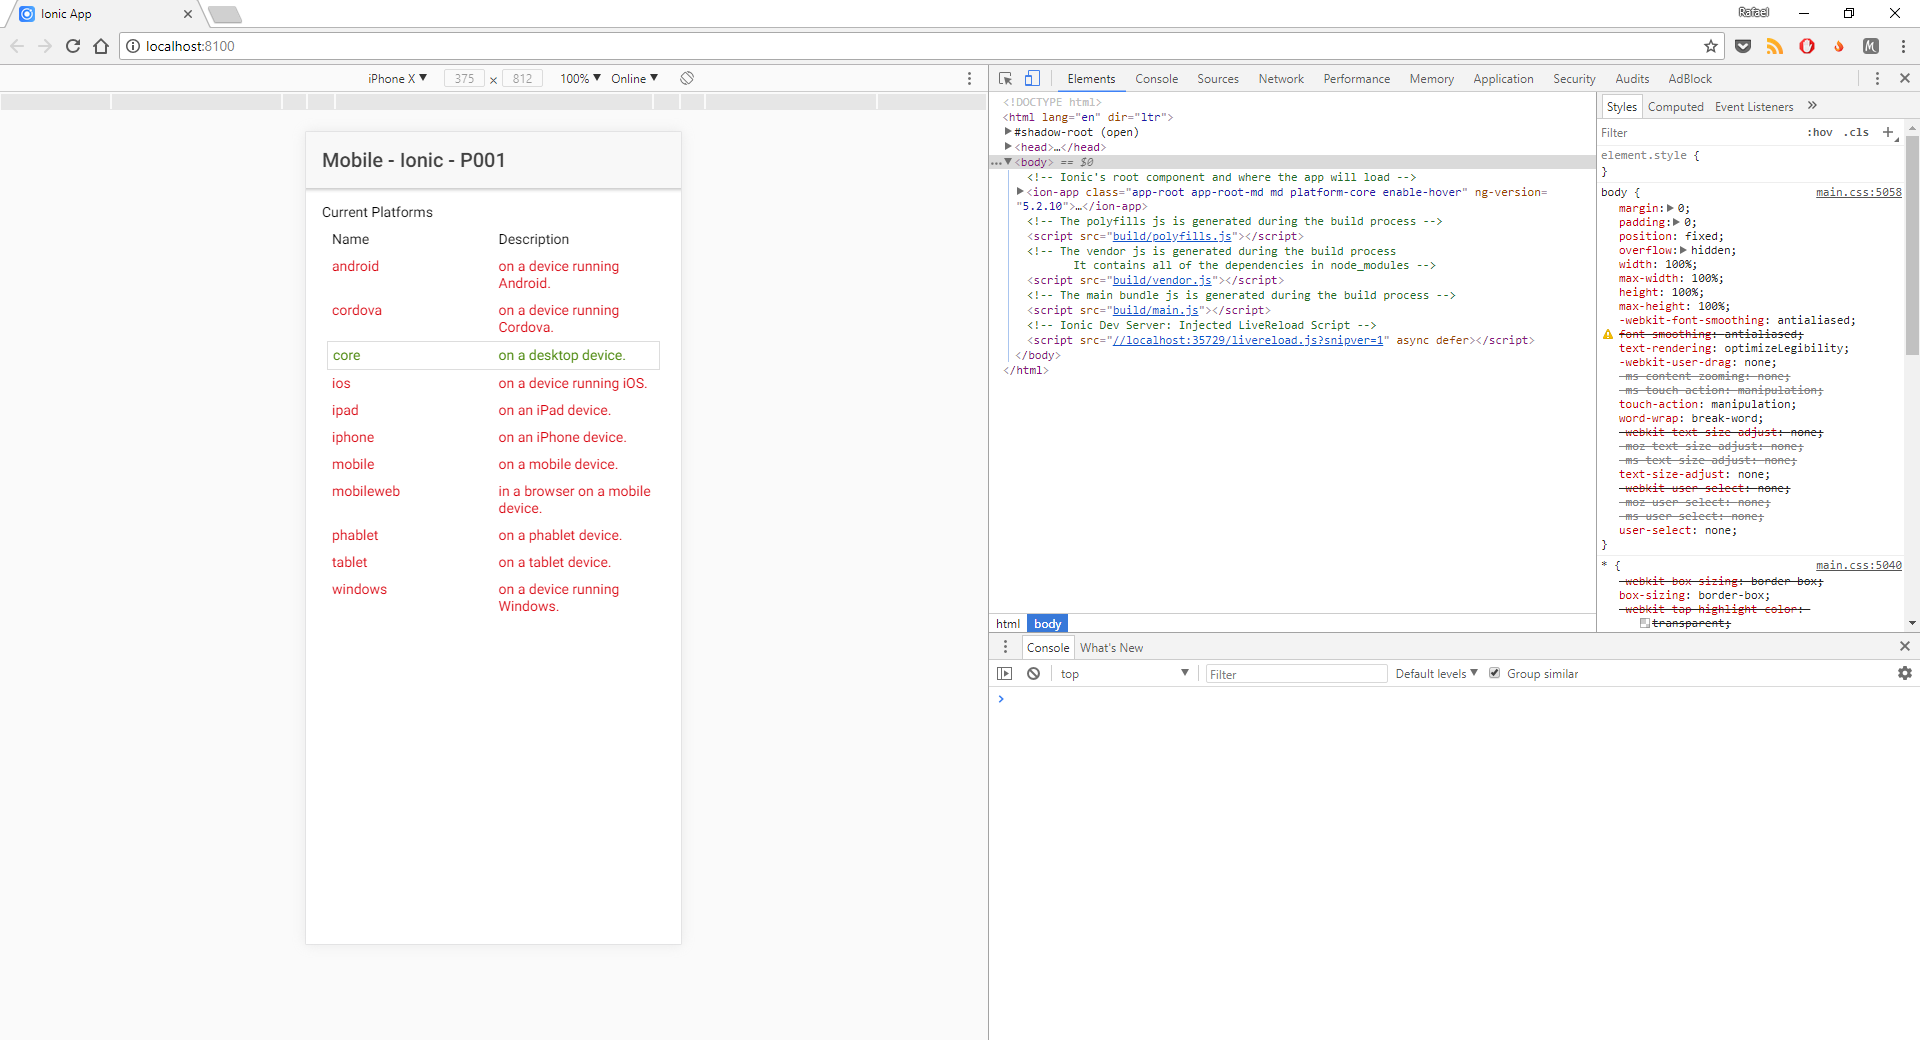 Ionic App
Rafael
localhost:8100
iPhone X ▼ 375 × 812 100% ▼ Online ▼
Mobile - Ionic - P001
Current Platforms
Name Description
android on a device running
Android.
cordova on a device running
Cordova.
core on a desktop device.
ios on a device running iOS.
ipad on an iPad device.
iphone on an iPhone device.
mobile on a mobile device.
mobileweb in a browser on a mobile
device.
phablet on a phablet device.
tablet on a tablet device.
windows on a device running
Windows.
Elements Console Sources Network Performance Memory Application Security Audits AdBlock
<!DOCTYPE html>
<html lang="en" dir="ltr">
▶#shadow-root (open)
▶<head>…</head>
…▼<body> == $0
<!-- Ionic's root component and where the app will load -->
▶<ion-app class="app-root app-root-md md platform-core enable-hover" ng-version=
"5.2.10">…</ion-app>
<!-- The polyfills js is generated during the build process -->
<script src="build/polyfills.js"></script>
<!-- The vendor js is generated during the build process
It contains all of the dependencies in node_modules -->
<script src="build/vendor.js"></script>
<!-- The main bundle js is generated during the build process -->
<script src="build/main.js"></script>
<!-- Ionic Dev Server: Injected LiveReload Script -->
<script src="//localhost:35729/livereload.js?snipver=1" async defer></script>
</body>
</html>
html body
Styles Computed Event Listeners »
Filter :hov .cls +
element.style {
}
body { main.css:5058
margin:▶ 0;
padding:▶ 0;
position: fixed;
overflow:▶ hidden;
width: 100%;
max-width: 100%;
height: 100%;
max-height: 100%;
-webkit-font-smoothing: antialiased;
font-smoothing: antialiased;
text-rendering: optimizeLegibility;
-webkit-user-drag: none;
-ms-content-zooming: none;
-ms-touch-action: manipulation;
touch-action: manipulation;
word-wrap: break-word;
-webkit-text-size-adjust: none;
-moz-text-size-adjust: none;
-ms-text-size-adjust: none;
text-size-adjust: none;
-webkit-user-select: none;
-moz-user-select: none;
-ms-user-select: none;
user-select: none;
}
* { main.css:5040
-webkit-box-sizing: border-box;
box-sizing: border-box;
-webkit-tap-highlight-color:
transparent;
Console What's New
top ▼ Filter Default levels ▼ Group similar
>